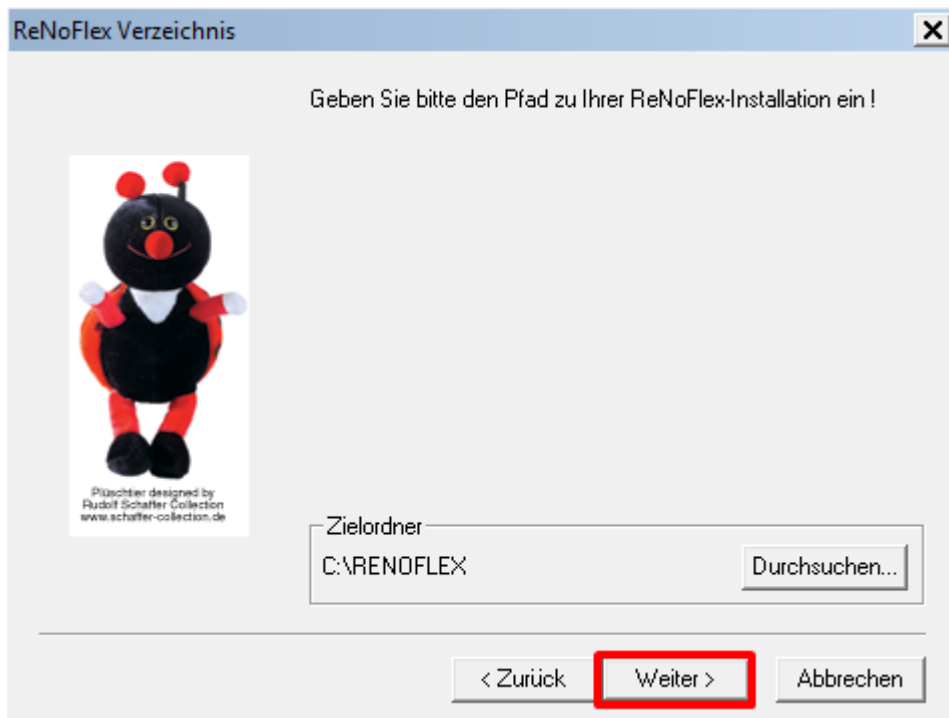 ReNoFlex Verzeichnis
Geben Sie bitte den Pfad zu Ihrer ReNoFlex-Installation ein !
Plüschtier designed by
Rudolf Schaffer Collection
www.schaffer-collection.de
Zielordner
C:\RENOFLEX
Durchsuchen...
< Zurück
Weiter >
Abbrechen